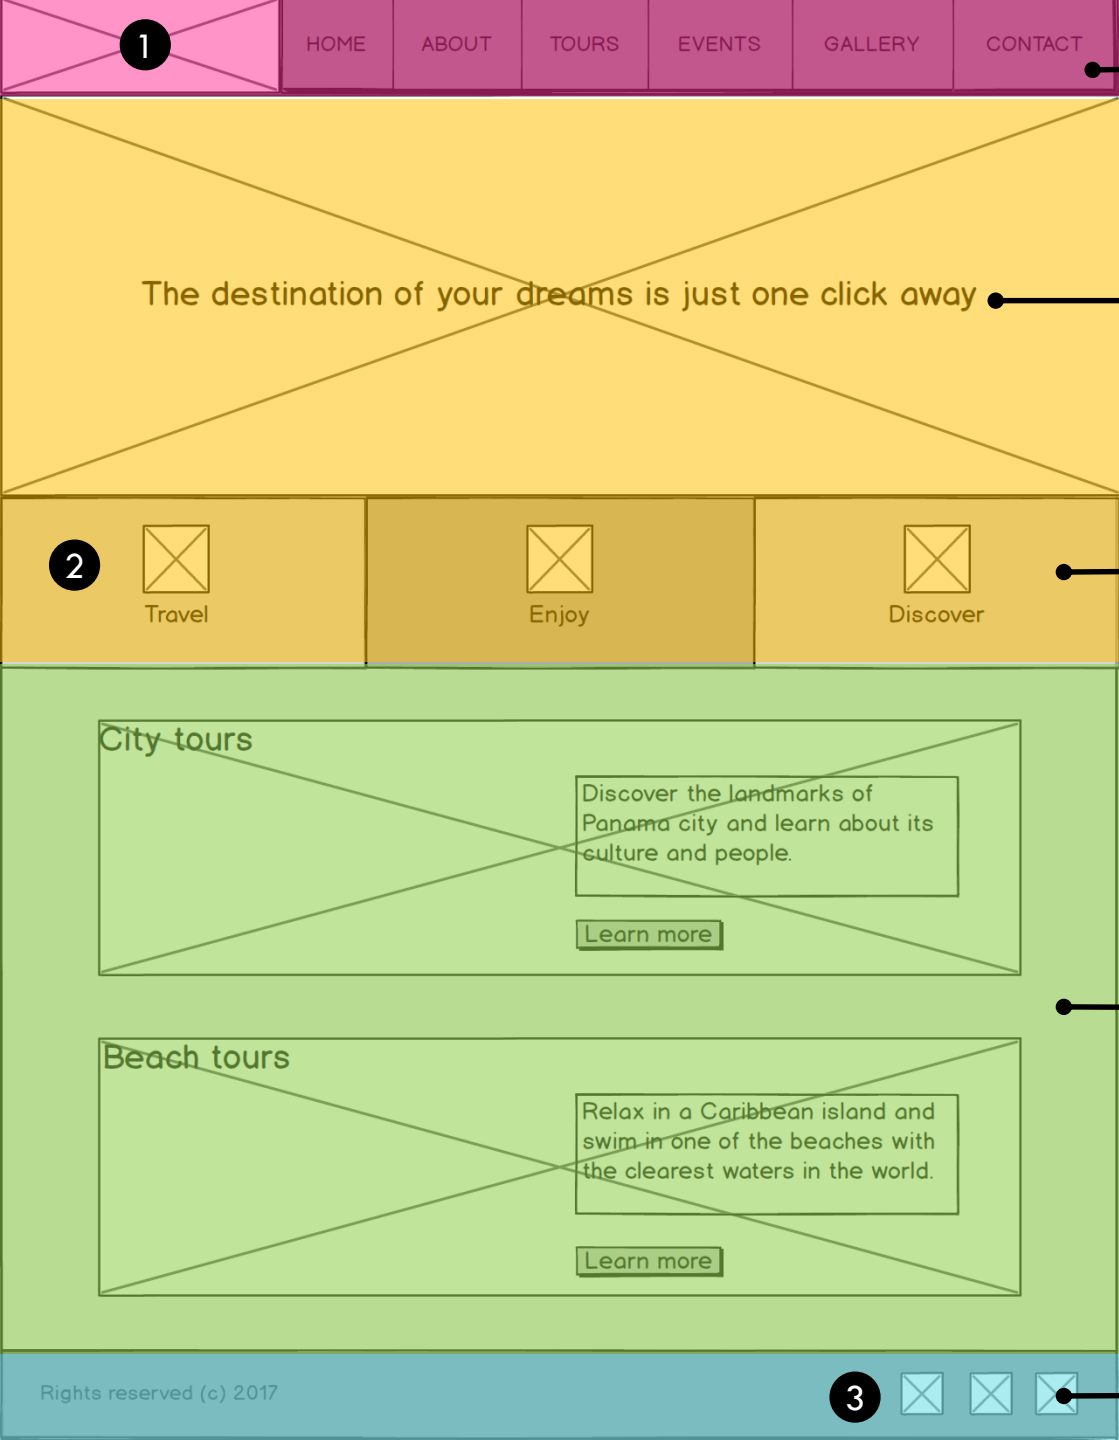 1
HOME ABOUT TOURS EVENTS GALLERY CONTACT
The destination of your dreams is just one click away
2
Travel Enjoy Discover
City tours
Discover the landmarks of
Panama city and learn about its
culture and people.
Learn more
Beach tours
Relax in a Caribbean island and
swim in one of the beaches with
the clearest waters in the world.
Learn more
Rights reserved (c) 2017
3